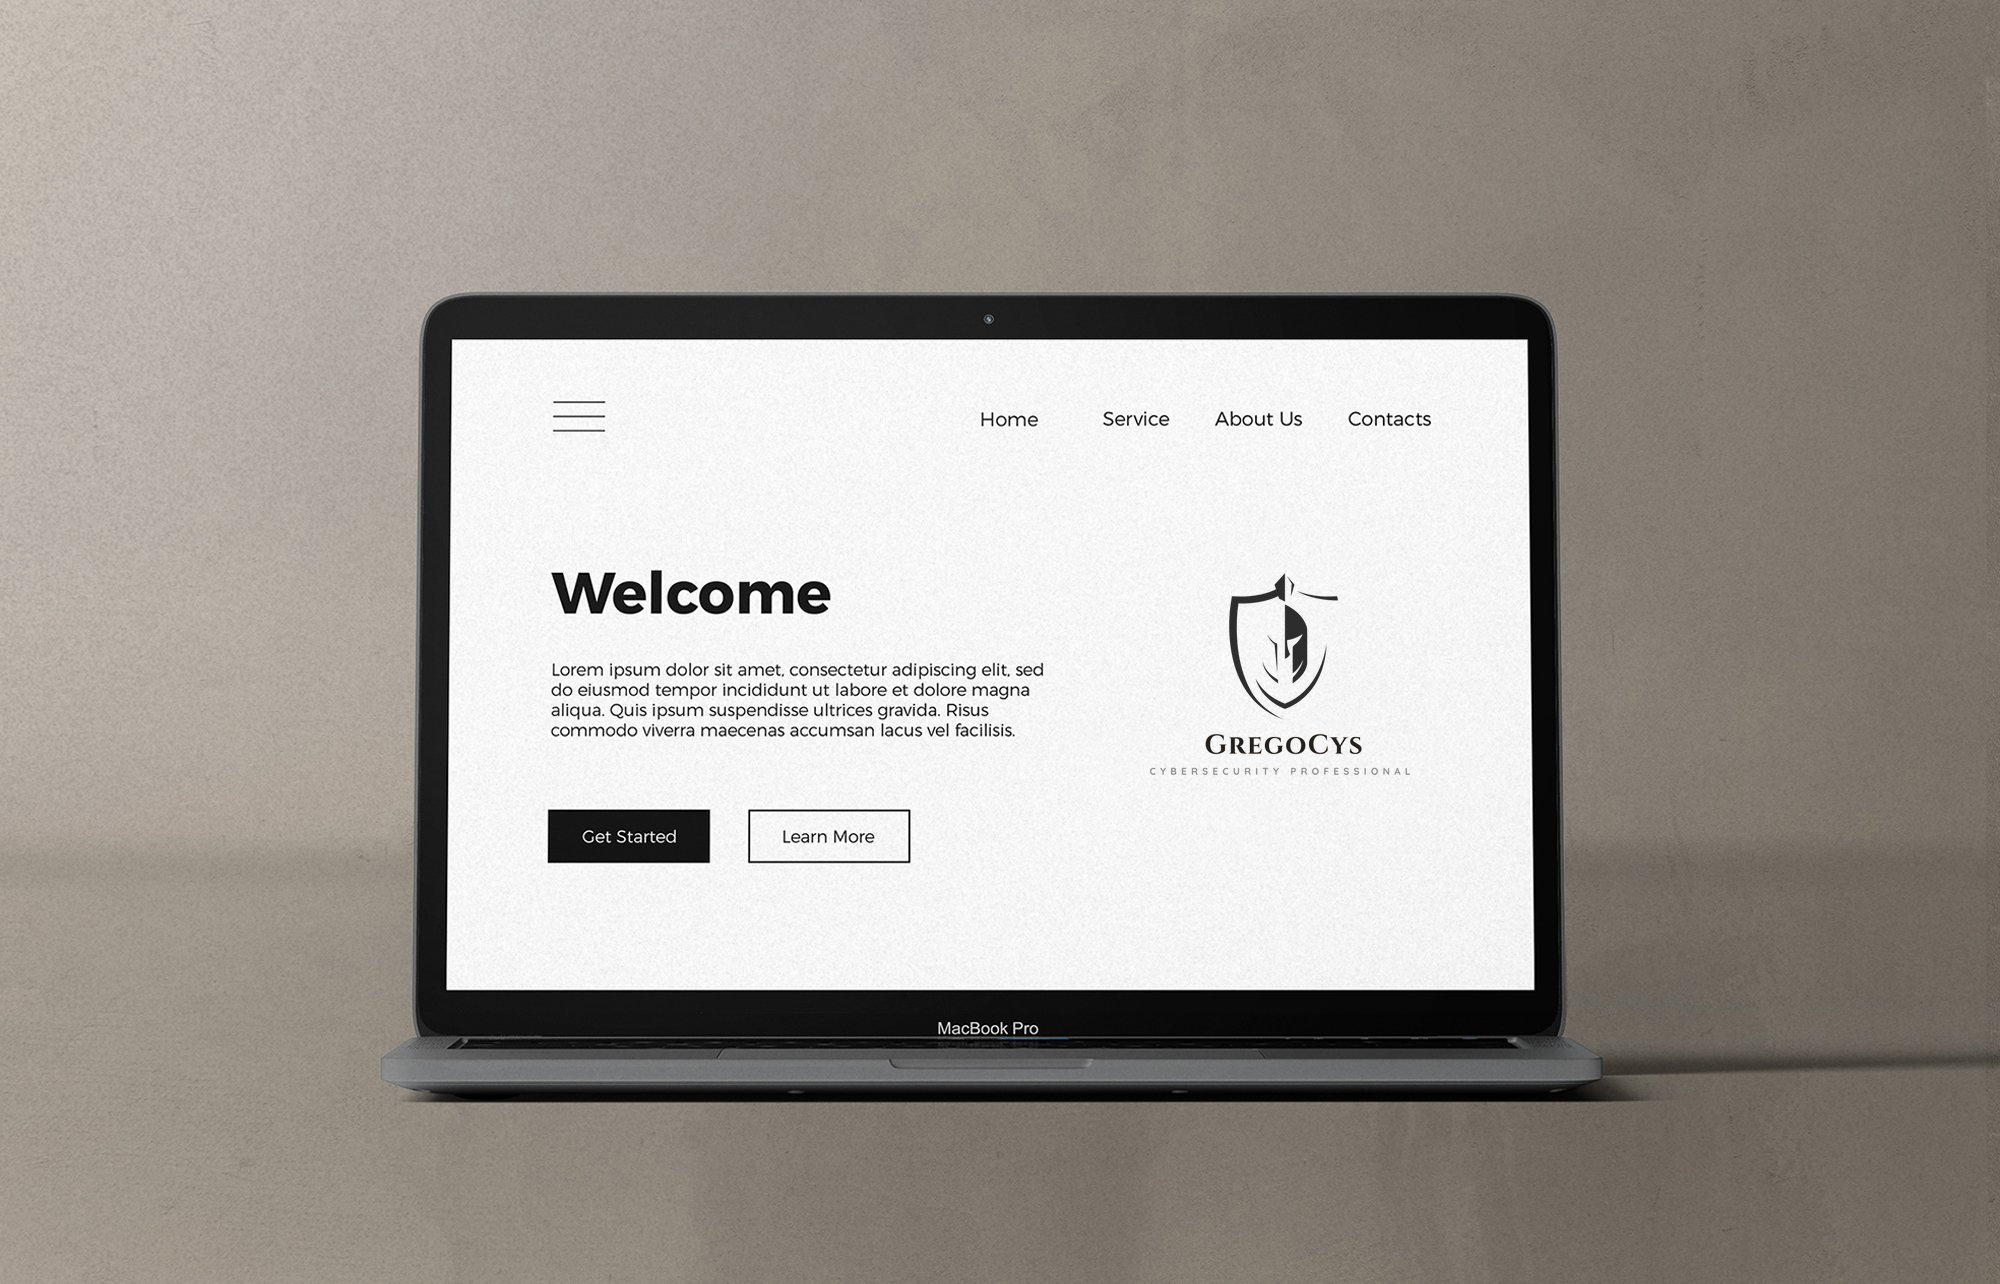 Home Service About Us Contacts
Welcome
Lorem ipsum dolor sit amet, consectetur adipiscing elit, sed
do eiusmod tempor incididunt ut labore et dolore magna
aliqua. Quis ipsum suspendisse ultrices gravida. Risus
commodo viverra maecenas accumsan lacus vel facilisis.
Get Started Learn More
GREGOCYS
CYBERSECURITY PROFESSIONAL
MacBook Pro